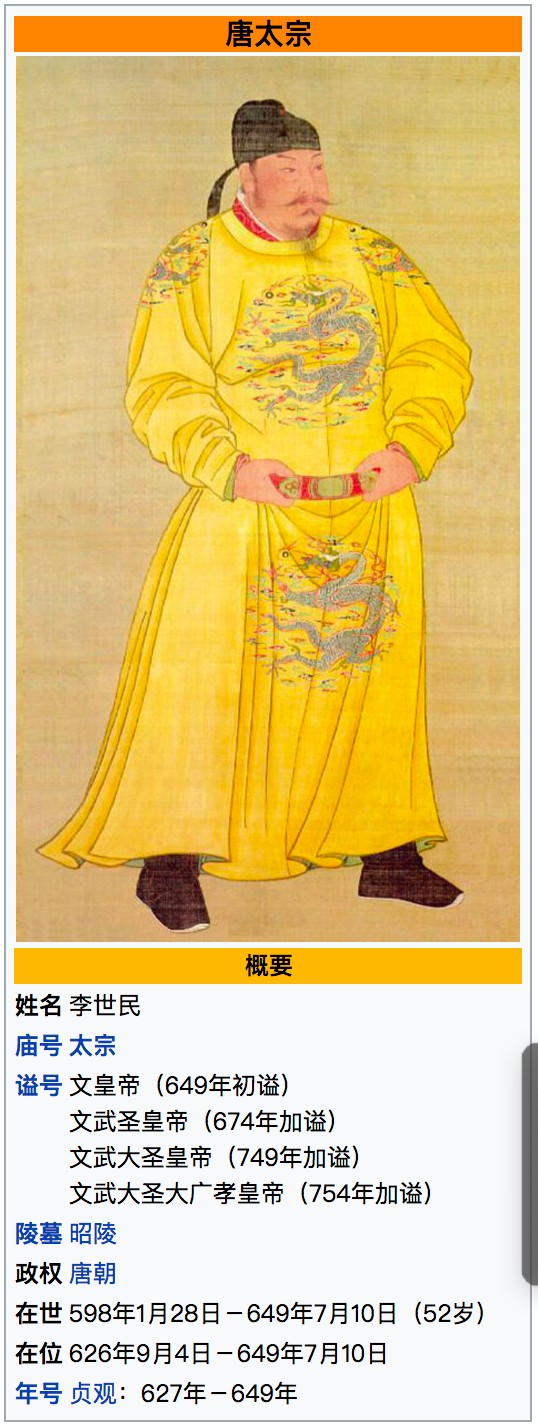 唐太宗
概要
姓名 李世民
庙号 太宗
谥号 文皇帝（649年初谥）
文武圣皇帝（674年加谥）
文武大圣皇帝（749年加谥）
文武大圣大广孝皇帝（754年加谥）
陵墓 昭陵
政权 唐朝
在世 598年1月28日－649年7月10日（52岁）
在位 626年9月4日－649年7月10日
年号 贞观：627年－649年